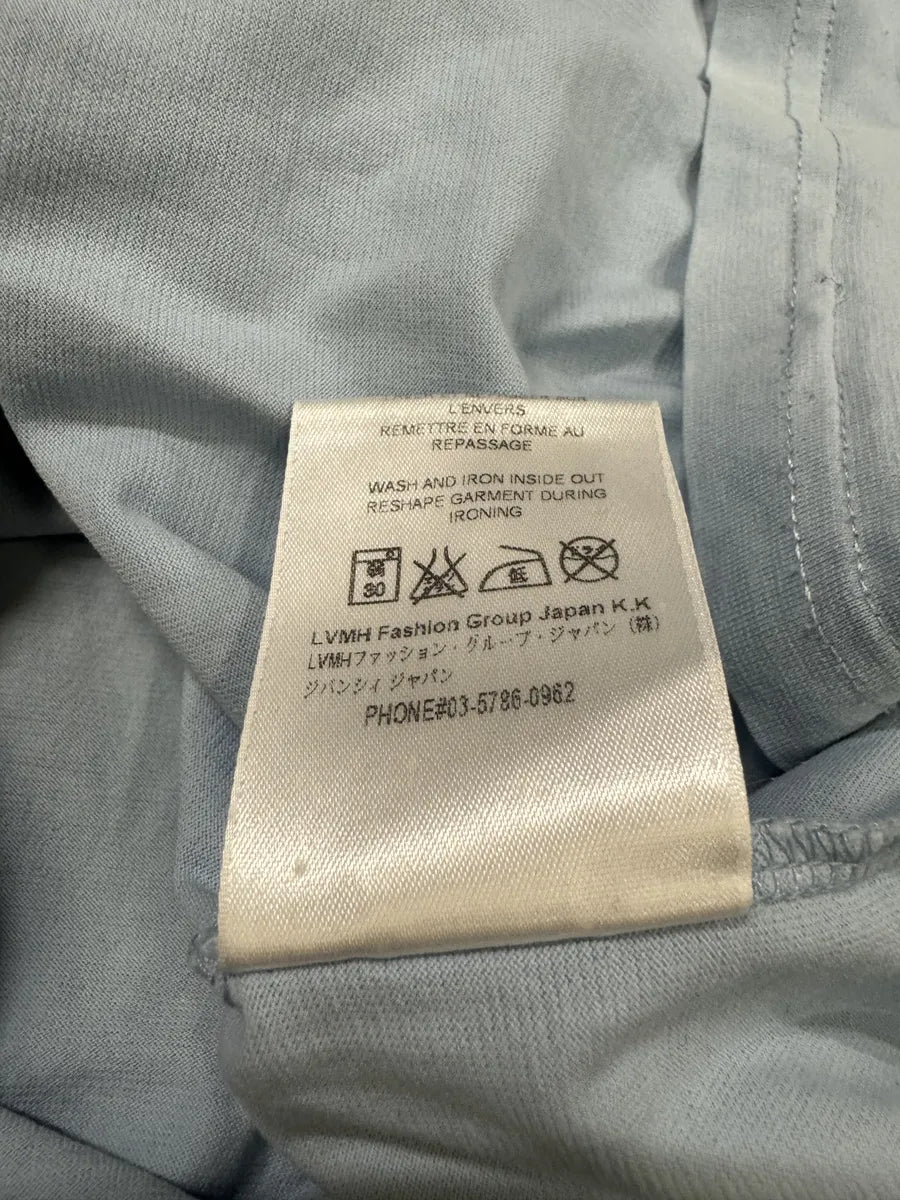 L'ENVERS
REMETTRE EN FORME AU
REPASSAGE
WASH AND IRON INSIDE OUT
RESHAPE GARMENT DURING
IRONING
弱
30
低
LVMH Fashion Group Japan K.K
LVMHファッション・グループ・ジャパン (株)
ジバンシィ ジャパン
PHONE#03-5786-0962